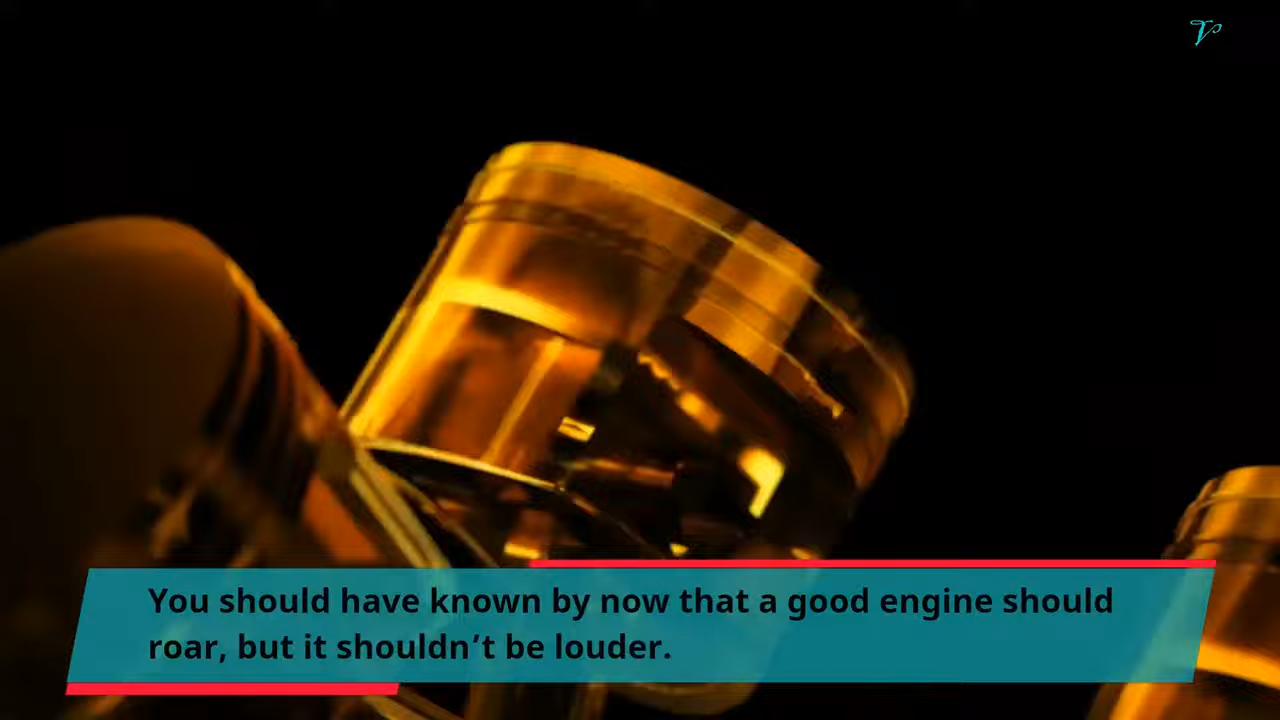 You should have known by now that a good engine should
roar, but it shouldn’t be louder.